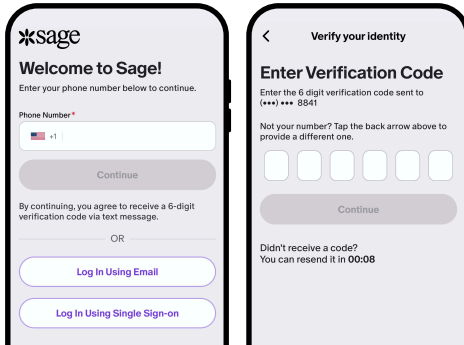 sage
Welcome to Sage!
Enter your phone number below to continue.
Phone Number*
+1
Continue
By continuing, you agree to receive a 6-digit
verification code via text message.
OR
Log In Using Email
Log In Using Single Sign-on
Verify your identity
Enter Verification Code
Enter the 6 digit verification code sent to
(•••) ••• 8841
Not your number? Tap the back arrow above to
provide a different one.
Continue
Didn't receive a code?
You can resend it in 00:08